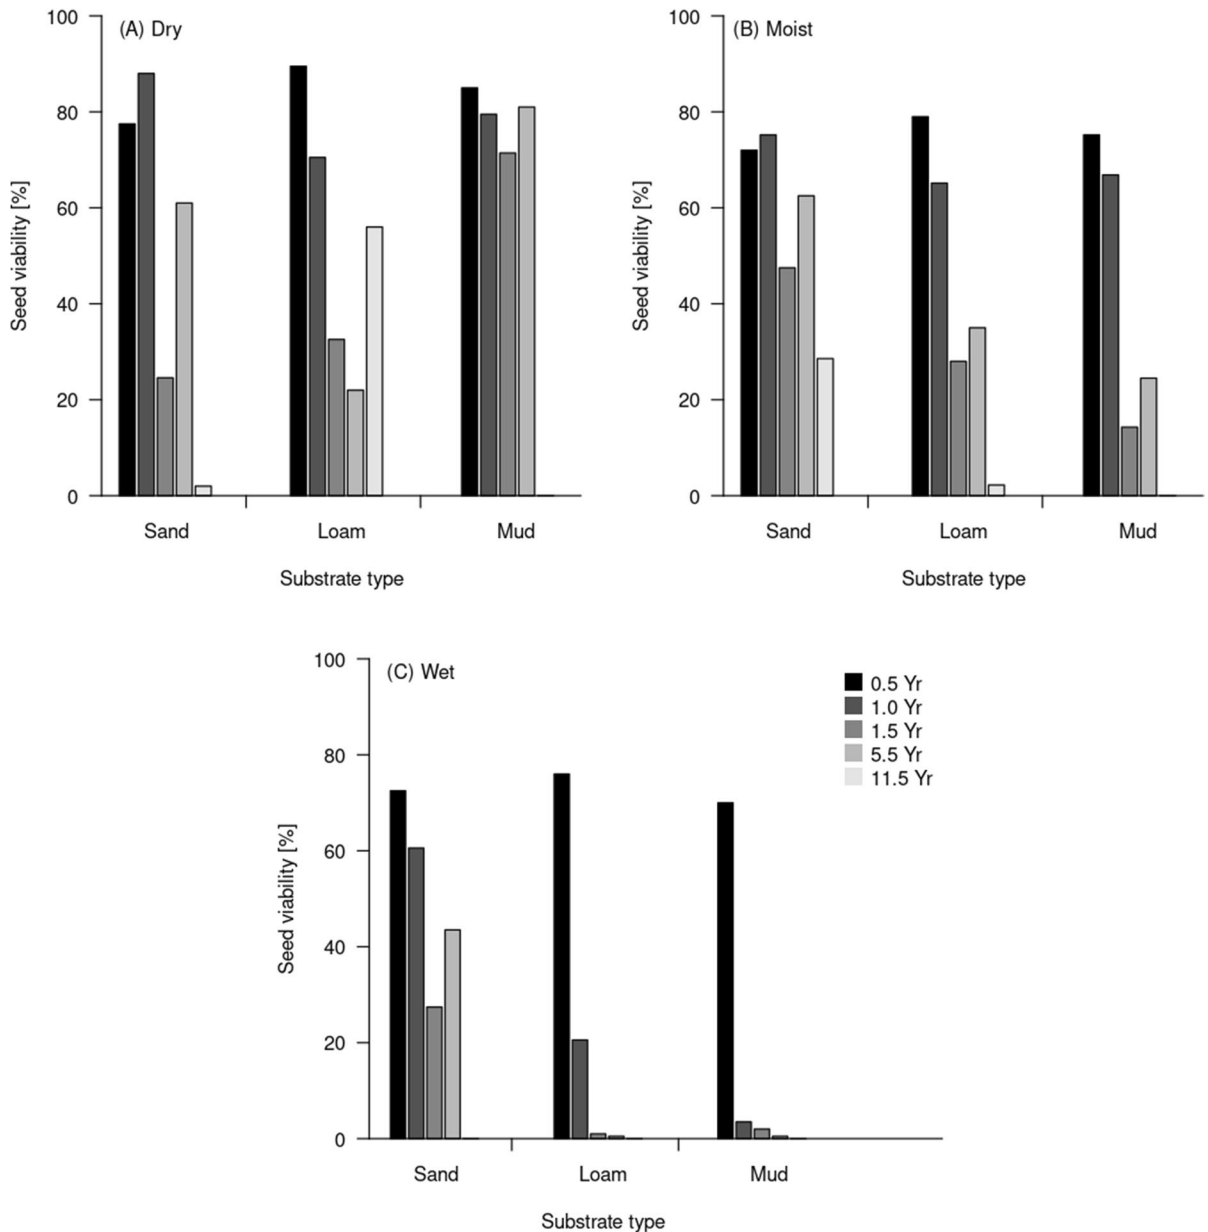 (A) Dry
100
80
60
40
20
0
Seed viability [%]
Sand Loam Mud
Substrate type
(B) Moist
100
80
60
40
20
0
Seed viability [%]
Sand Loam Mud
Substrate type
(C) Wet
100
80
60
40
20
0
Seed viability [%]
Sand Loam Mud
Substrate type
0.5 Yr
1.0 Yr
1.5 Yr
5.5 Yr
11.5 Yr